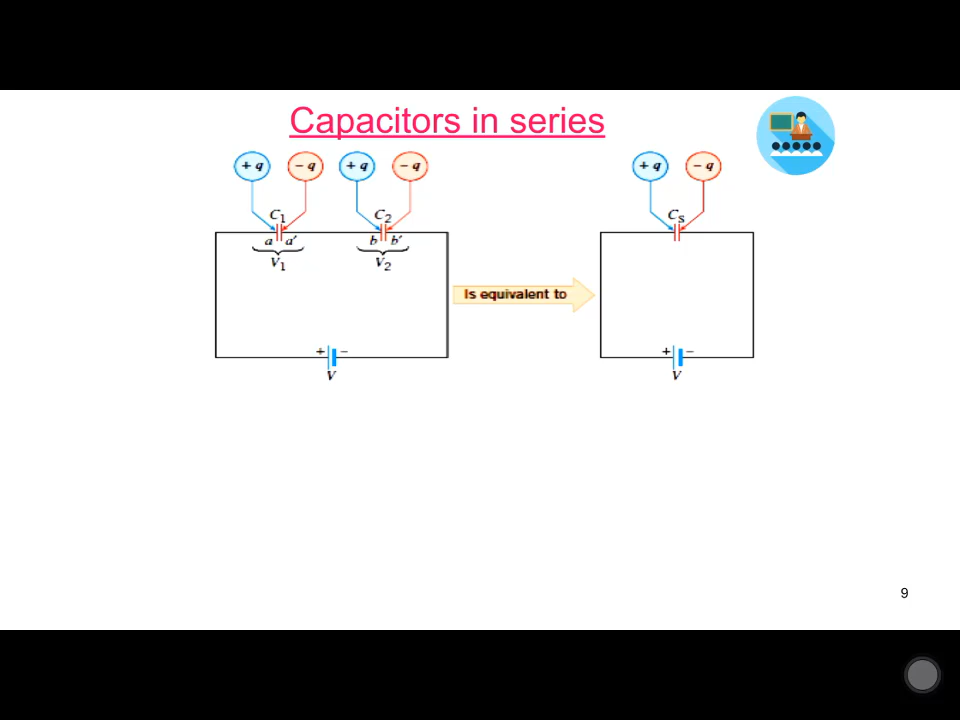 Capacitors in series
+ q - q + q - q + q - q
C1 C2 Cs
a a' b b'
V1 V2
Is equivalent to
+ - + -
V V
9